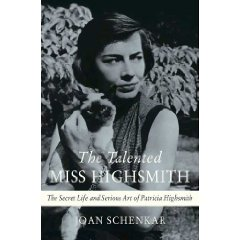 The Talented
MISS HIGHSMITH
The Secret Life and Serious Art of Patricia Highsmith
JOAN SCHENKAR